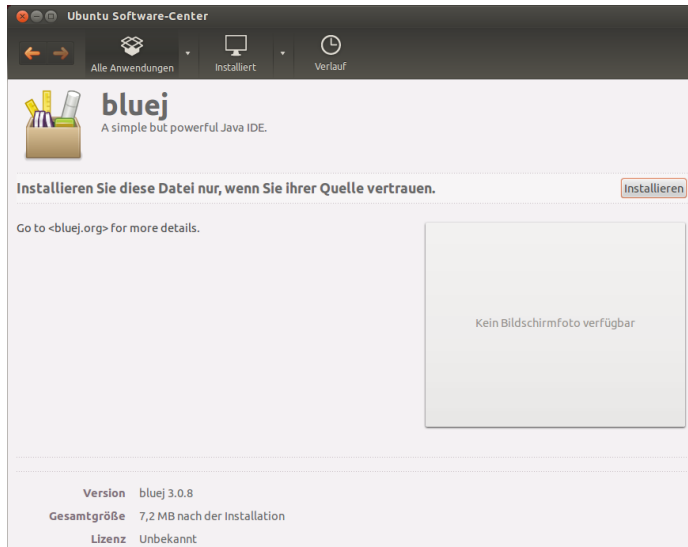 Ubuntu Software-Center
Alle Anwendungen
Installiert
Verlauf
bluej
A simple but powerful Java IDE.
Installieren Sie diese Datei nur, wenn Sie ihrer Quelle vertrauen.
Installieren
Go to <bluej.org> for more details.
Kein Bildschirmfoto verfügbar
Version bluej 3.0.8
Gesamtgröße 7,2 MB nach der Installation
Lizenz Unbekannt